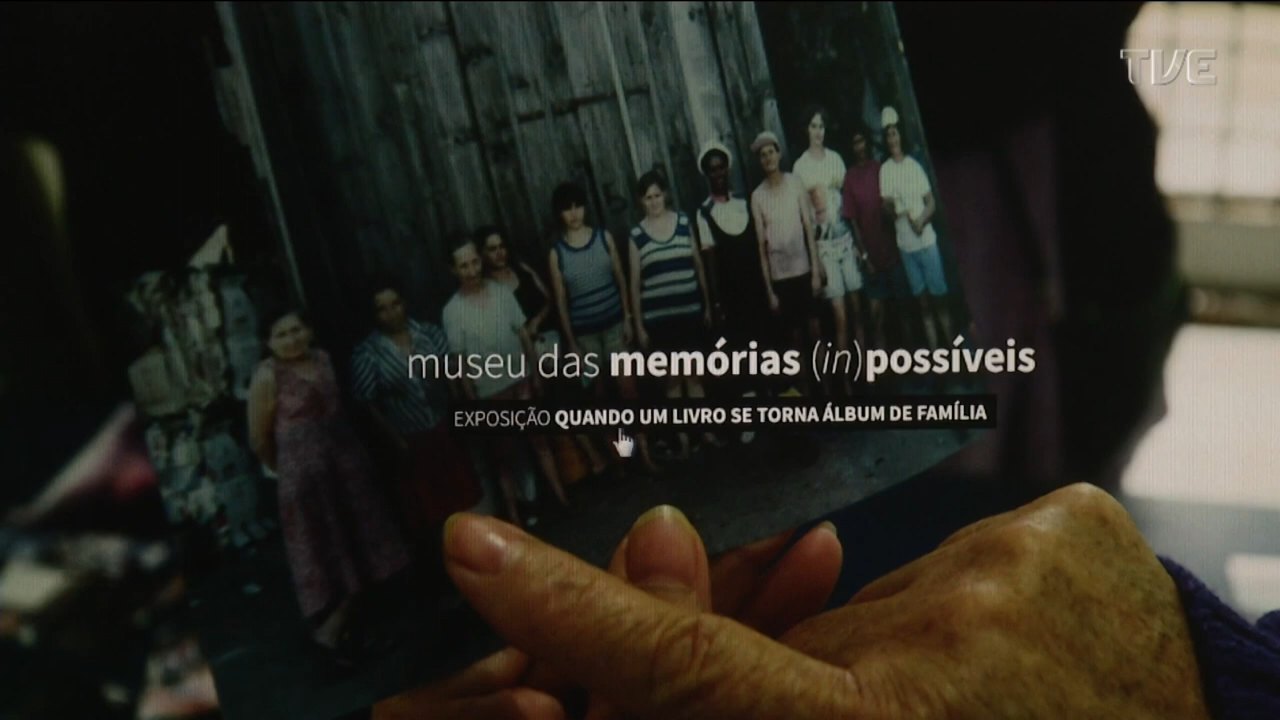 TVE
museu das memórias (in)possíveis
EXPOSIÇÃO QUANDO UM LIVRO SE TORNA ÁLBUM DE FAMÍLIA